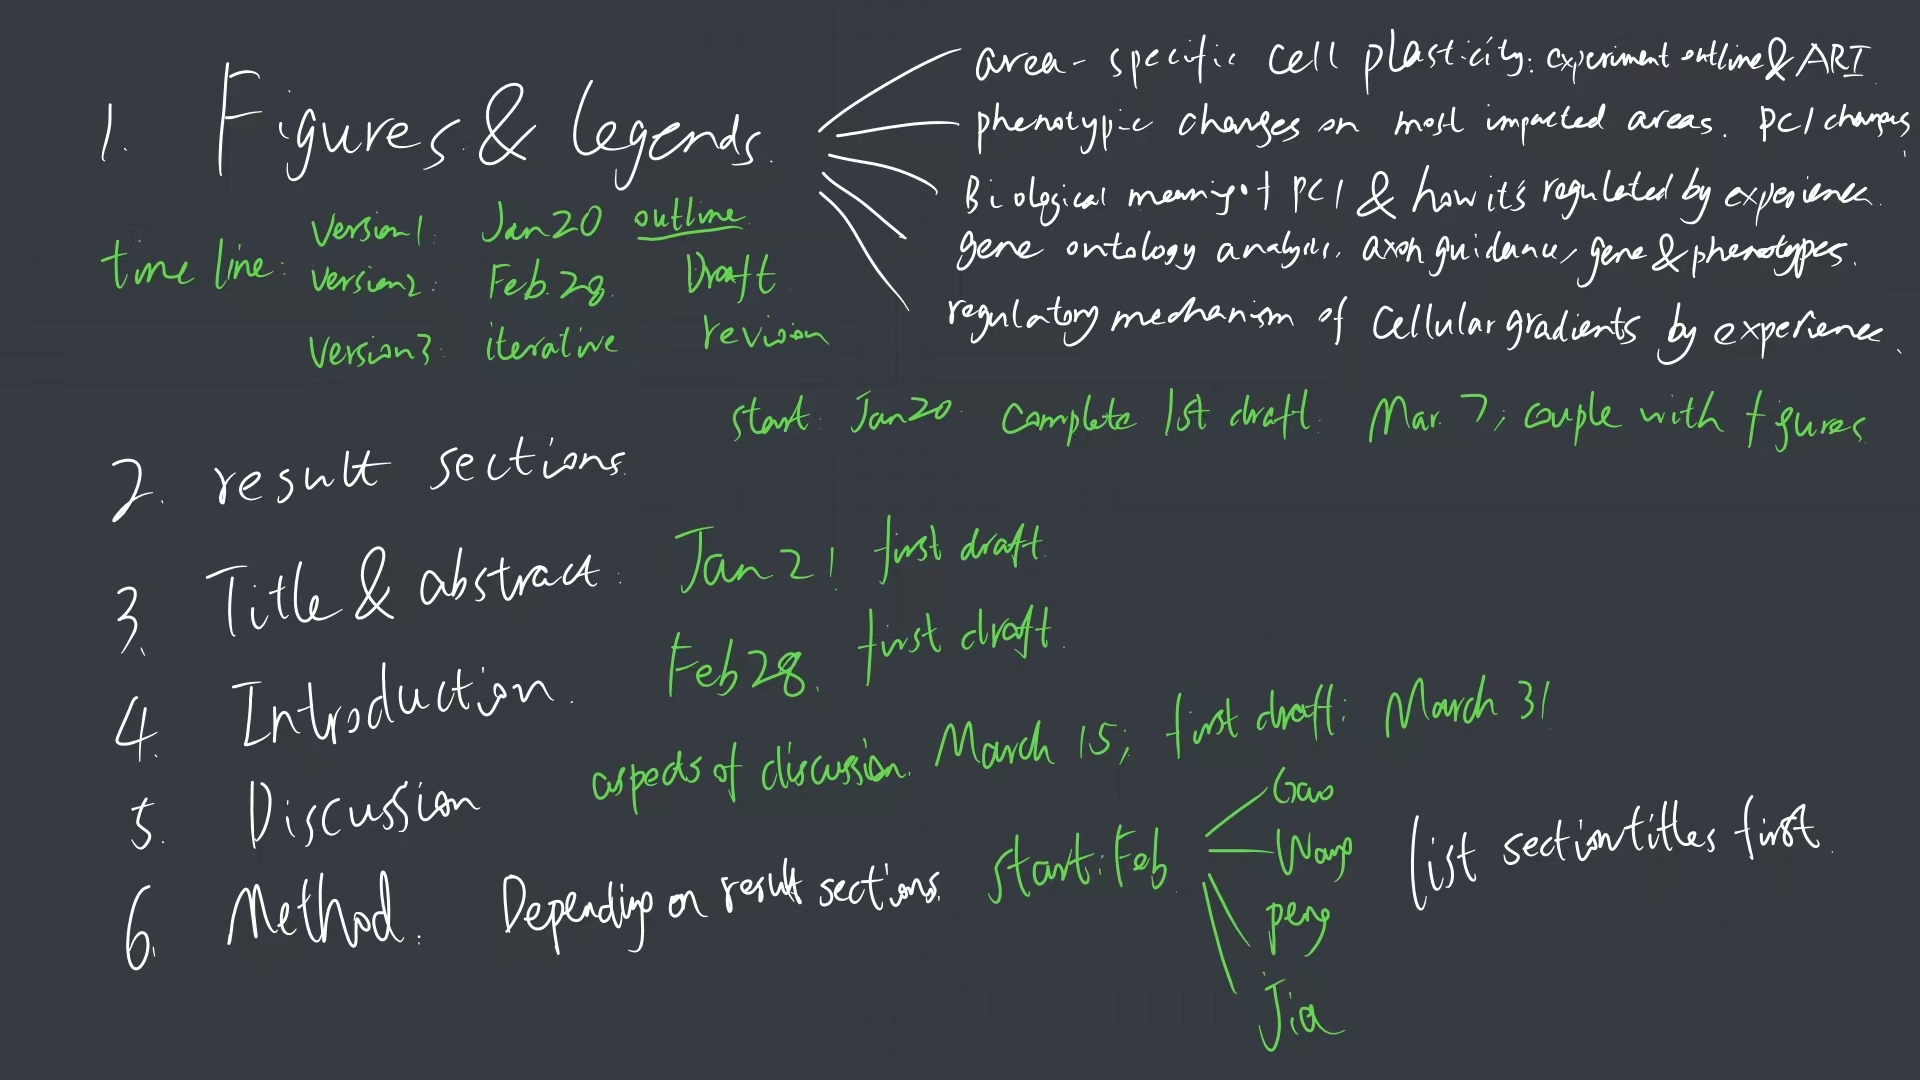 1. Figures & legends.
area-specific cell plasticity: experiment outline & ARI
phenotypic changes on most impacted areas. PC1 changes,
Biological meaning of PC1 & how it's regulated by experience.
gene ontology analysis, axon guidance, gene & phenotypes.
regulatory mechanism of cellular gradients by experience.
time line:
Version1: Jan 20 outline
Version2: Feb.28. Draft
Version3: iterative revision
start: Jan 20. Complete 1st draft: Mar. 7; couple with figures
2. result sections.
3. Title & abstract: Jan 21. first draft.
4. Introduction. Feb 28. first draft.
5. Discussion aspects of discussion. March 15; first draft: March 31
6. Method: Depending on result sections. start: Feb.
Gao
Wang
peng
Jia
list section titles first.